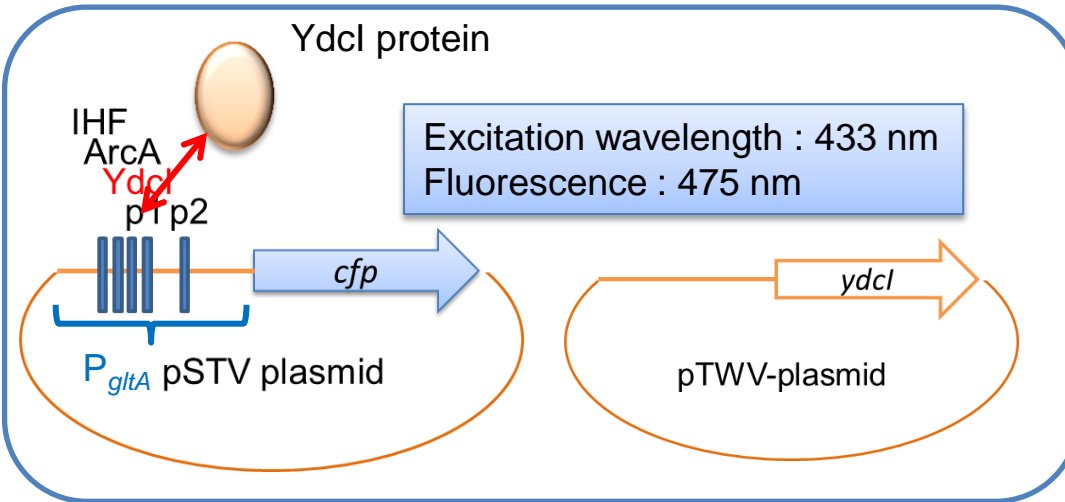 YdcI protein
IHF
ArcA
YdcI
p1 p2
Excitation wavelength : 433 nm
Fluorescence : 475 nm
cfp
ydcI
PgltA pSTV plasmid
pTWV-plasmid